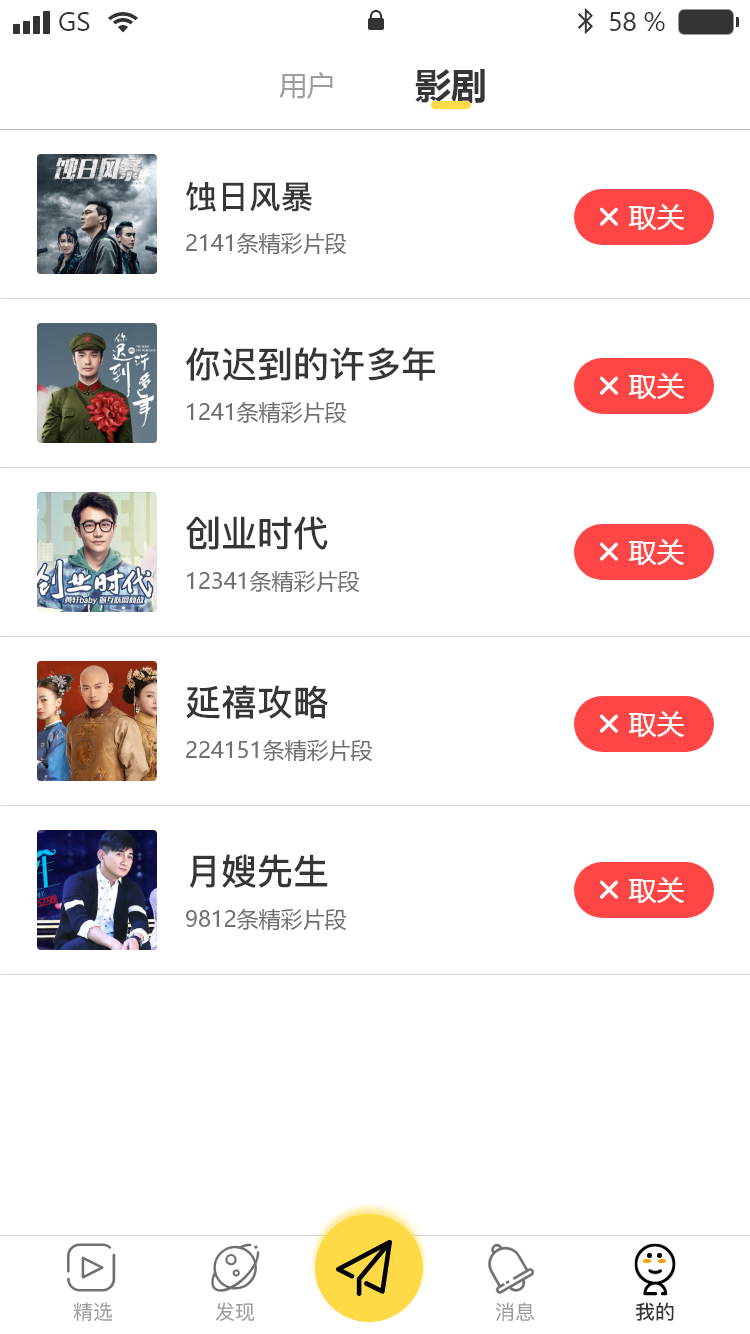 GS 58 %
用户 影剧
蚀日风暴
蚀日风暴
2141条精彩片段
取关
你迟到的许多年
你迟到的许多年
1241条精彩片段
取关
创业时代
创业时代
12341条精彩片段
取关
延禧攻略
224151条精彩片段
取关
月嫂先生
9812条精彩片段
取关
精选 发现 消息 我的